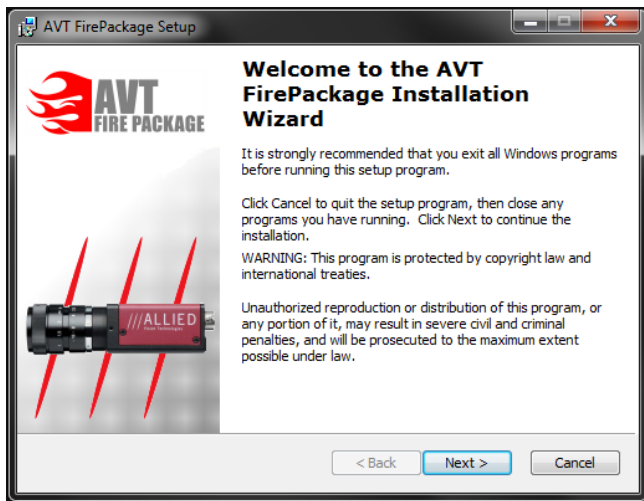 AVT FirePackage Setup
AVT
FIRE PACKAGE
Welcome to the AVT
FirePackage Installation
Wizard
It is strongly recommended that you exit all Windows programs
before running this setup program.
Click Cancel to quit the setup program, then close any
programs you have running. Click Next to continue the
installation.
WARNING: This program is protected by copyright law and
international treaties.
Unauthorized reproduction or distribution of this program, or
any portion of it, may result in severe civil and criminal
penalties, and will be prosecuted to the maximum extent
possible under law.
///ALLIED
Vision Technologies
< Back
Next >
Cancel